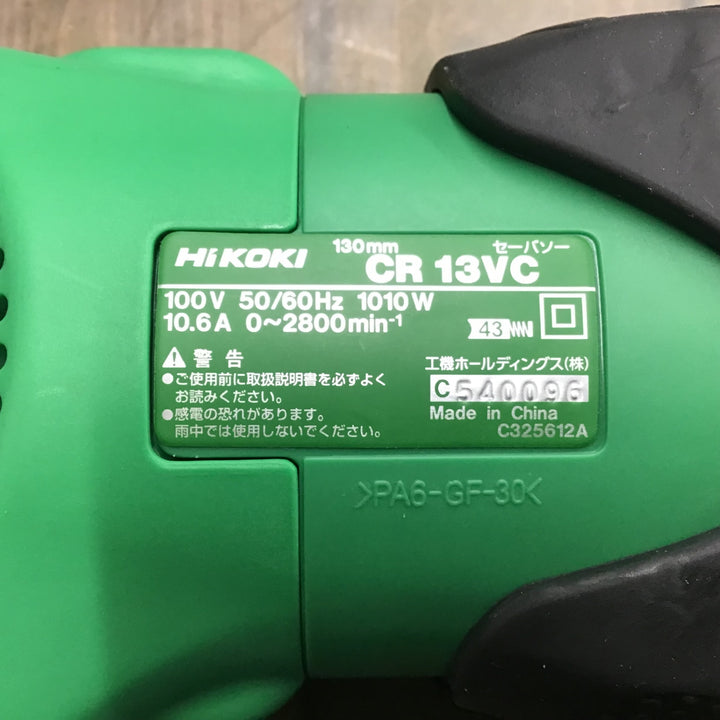 HiKOKI
130mm セーバソー
CR 13VC
100V 50/60Hz 1010W
10.6A 0～2800min-1
43
警告
●ご使用前に取扱説明書を必ずよく
お読みください。
●感電の恐れがあります。
雨中では使用しないでください。
工機ホールディングス(株)
C540096
Made in China
C325612A
>PA6-GF-30<